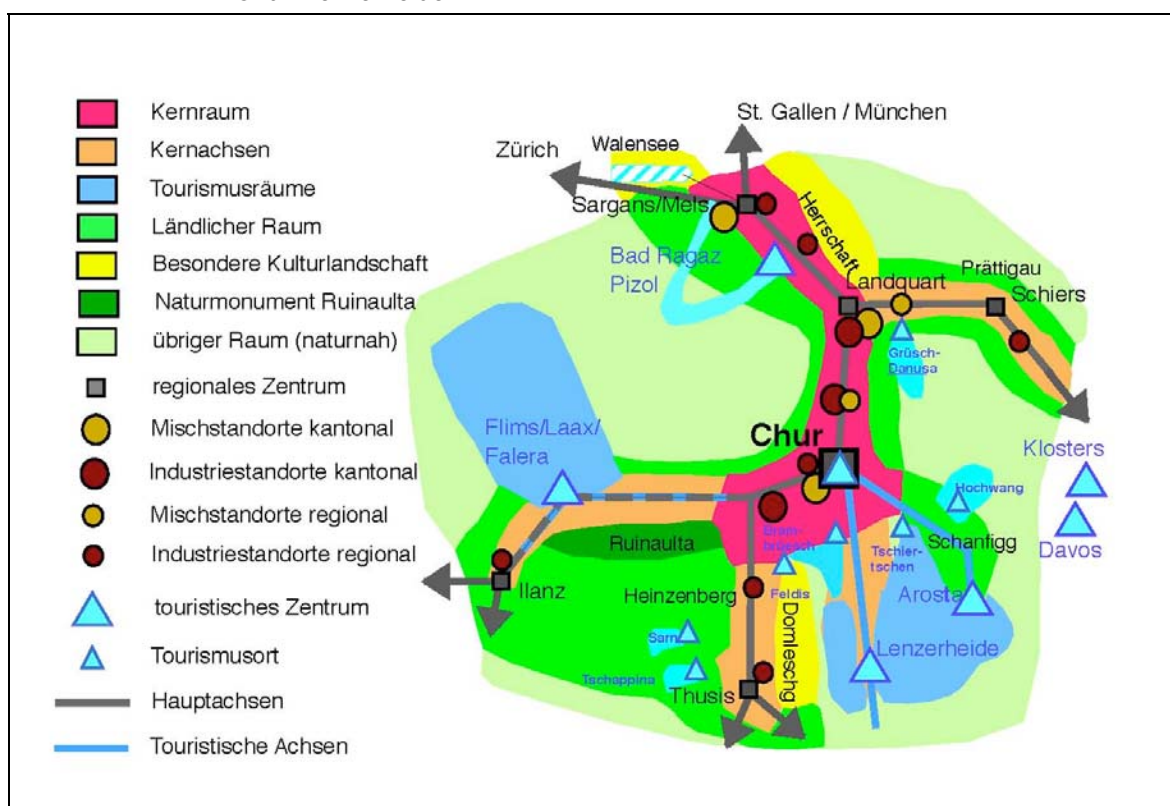 Kernraum
Kernachsen
Tourismusräume
Ländlicher Raum
Besondere Kulturlandschaft
Naturmonument Ruinaulta
übriger Raum (naturnah)
regionales Zentrum
Mischstandorte kantonal
Industriestandorte kantonal
Mischstandorte regional
Industriestandorte regional
touristisches Zentrum
Tourismusort
Hauptachsen
Touristische Achsen
St. Gallen / München
Zürich
Walensee
Sargans/Mels
Herrschaft
Bad Ragaz
Pizol
Landquart
Prättigau
Schiers
Grüsch-
Danusa
Flims/Laax/
Falera
Chur
Klosters
Davos
Hochwang
Schanfigg
Tschier-
tschen
Arosa
Bram-
brüesch
Ruinaulta
Ilanz
Heinzenberg
Feldis
Domleschg
Lenzerheide
Sarn
Tschappina
Thusis